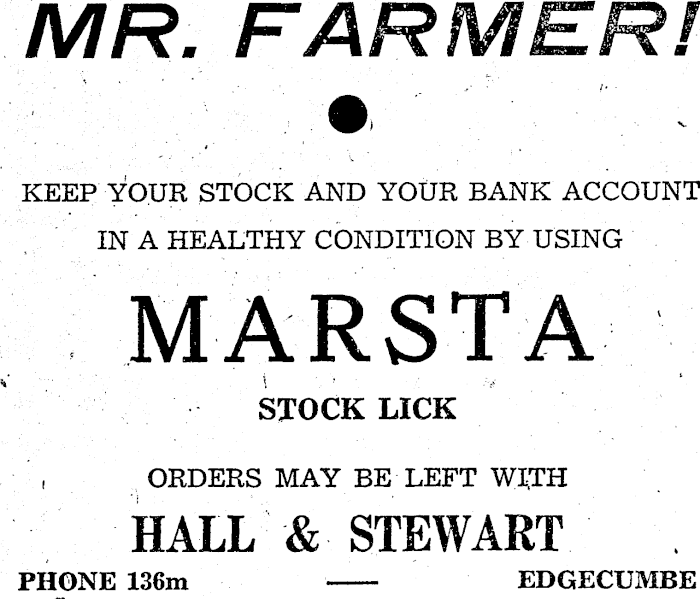 MR. FARMER!
KEEP YOUR STOCK AND YOUR BANK ACCOUNT
IN A HEALTHY CONDITION BY USING
MARSTA
STOCK LICK
ORDERS MAY BE LEFT WITH
HALL & STEWART
PHONE 136m — EDGECUMBE